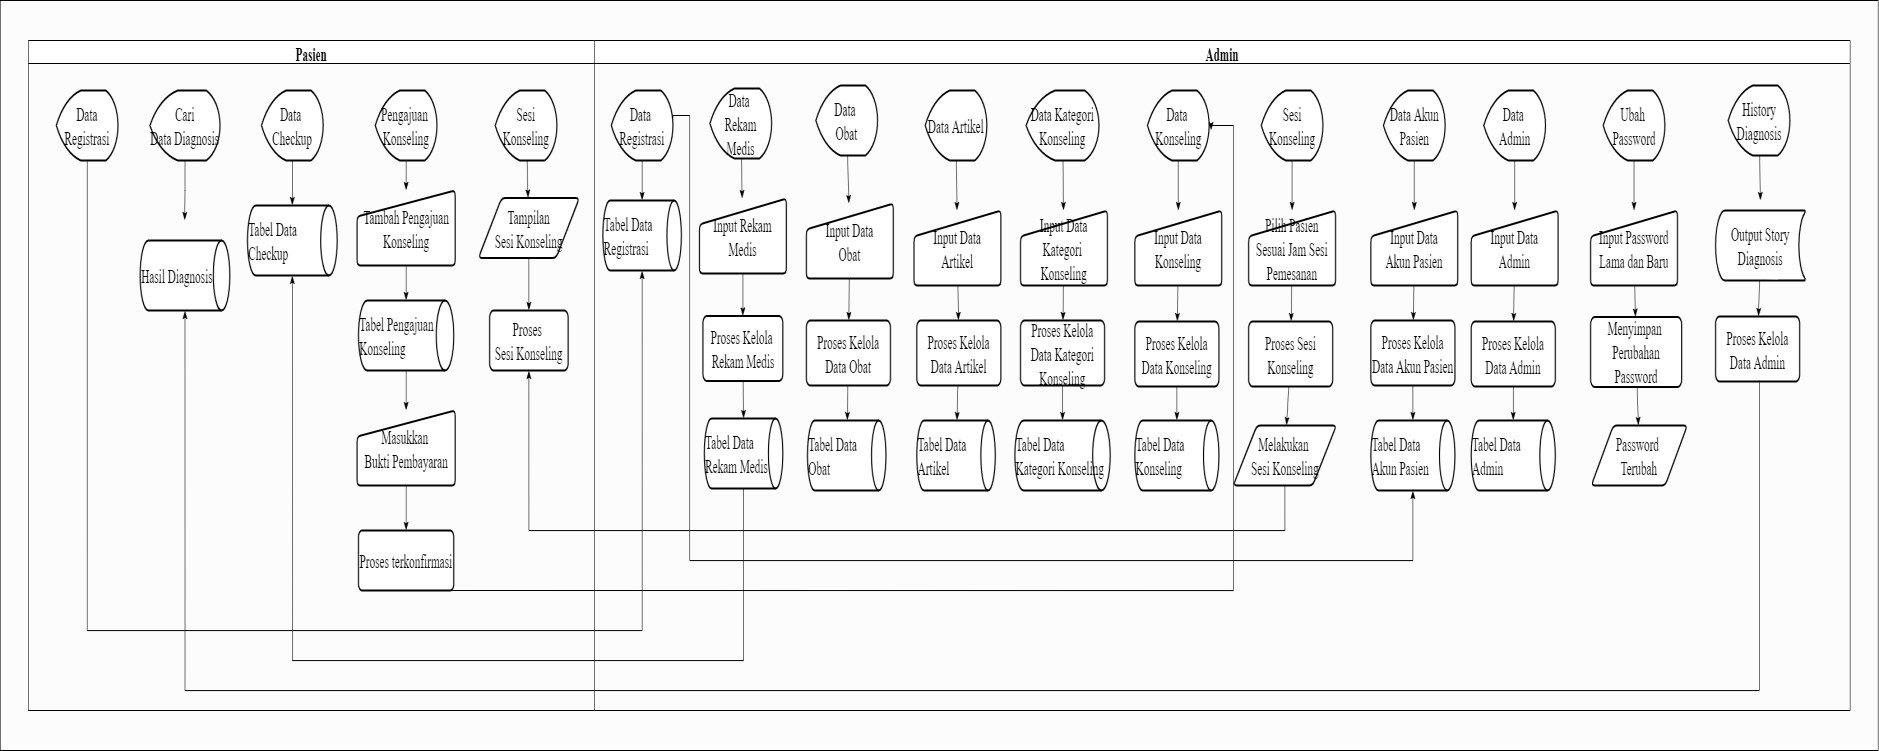 Pasien
Admin
Data
Registrasi
Cari
Data Diagnosis
Data
Checkup
Pengajuan
Konseling
Sesi
Konseling
Data
Registrasi
Data
Rekam
Medis
Data
Obat
Data Artikel
Data Kategori
Konseling
Data
Konseling
Sesi
Konseling
Data Akun
Pasien
Data
Admin
Ubah
Password
History
Diagnosis
Hasil Diagnosis
Tabel Data
Checkup
Tambah Pengajuan
Konseling
Tampilan
Sesi Konseling
Tabel Data
Registrasi
Input Rekam
Medis
Input Data
Obat
Input Data
Artikel
Input Data
Kategori
Konseling
Input Data
Konseling
Pilih Pasien
Sesuai Jam Sesi
Pemesanan
Input Data
Akun Pasien
Input Data
Admin
Input Password
Lama dan Baru
Output Story
Diagnosis
Tabel Pengajuan
Konseling
Proses
Sesi Konseling
Proses Kelola
Rekam Medis
Proses Kelola
Data Obat
Proses Kelola
Data Artikel
Proses Kelola
Data Kategori
Konseling
Proses Kelola
Data Konseling
Proses Sesi
Konseling
Proses Kelola
Data Akun Pasien
Proses Kelola
Data Admin
Menyimpan
Perubahan
Password
Proses Kelola
Data Admin
Masukkan
Bukti Pembayaran
Tabel Data
Rekam Medis
Tabel Data
Obat
Tabel Data
Artikel
Tabel Data
Kategori Konseling
Tabel Data
Konseling
Melakukan
Sesi Konseling
Tabel Data
Akun Pasien
Tabel Data
Admin
Password
Terubah
Proses terkonfirmasi